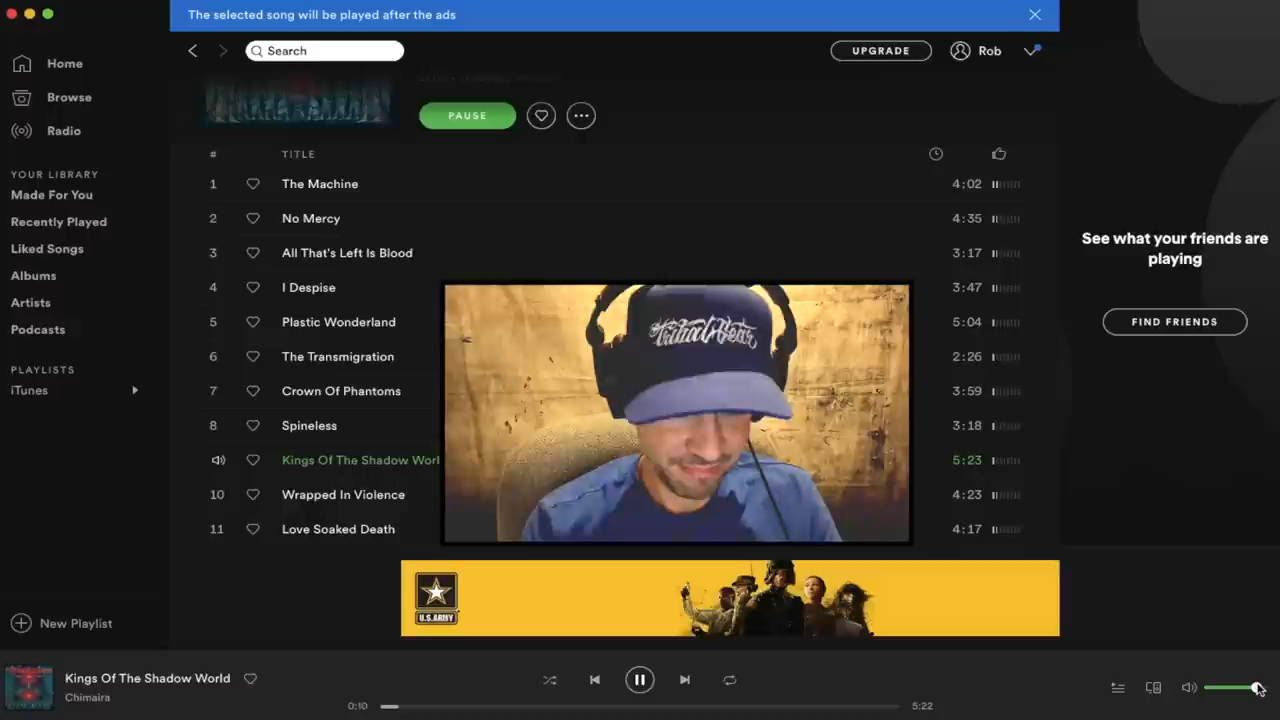 The selected song will be played after the ads
Search
UPGRADE
Rob
Home
Browse
Radio
YOUR LIBRARY
Made For You
Recently Played
Liked Songs
Albums
Artists
Podcasts
PLAYLISTS
iTunes
New Playlist
PAUSE
# TITLE
1 The Machine 4:02
2 No Mercy 4:35
3 All That's Left Is Blood 3:17
4 I Despise 3:47
5 Plastic Wonderland 5:04
6 The Transmigration 2:26
7 Crown Of Phantoms 3:59
8 Spineless 3:18
Kings Of The Shadow Worl 5:23
10 Wrapped In Violence 4:23
11 Love Soaked Death 4:17
See what your friends are
playing
FIND FRIENDS
U.S.ARMY
Kings Of The Shadow World
Chimaira
0:10
5:22